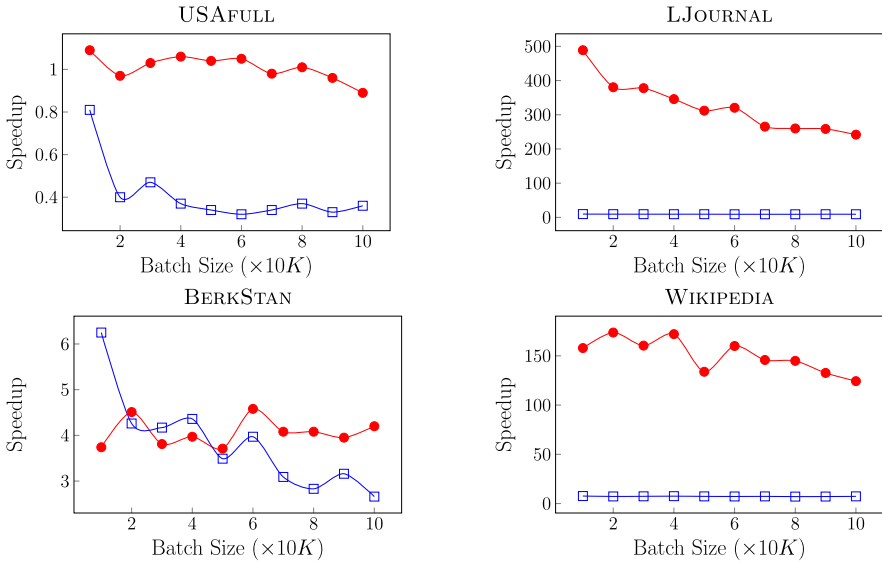 USAFULL
Speedup
1
0.8
0.6
0.4
2 4 6 8 10
Batch Size (×10K)
LJOURNAL
Speedup
500
400
300
200
100
0
2 4 6 8 10
Batch Size (×10K)
BERKSTAN
Speedup
6
5
4
3
2 4 6 8 10
Batch Size (×10K)
WIKIPEDIA
Speedup
150
100
50
0
2 4 6 8 10
Batch Size (×10K)